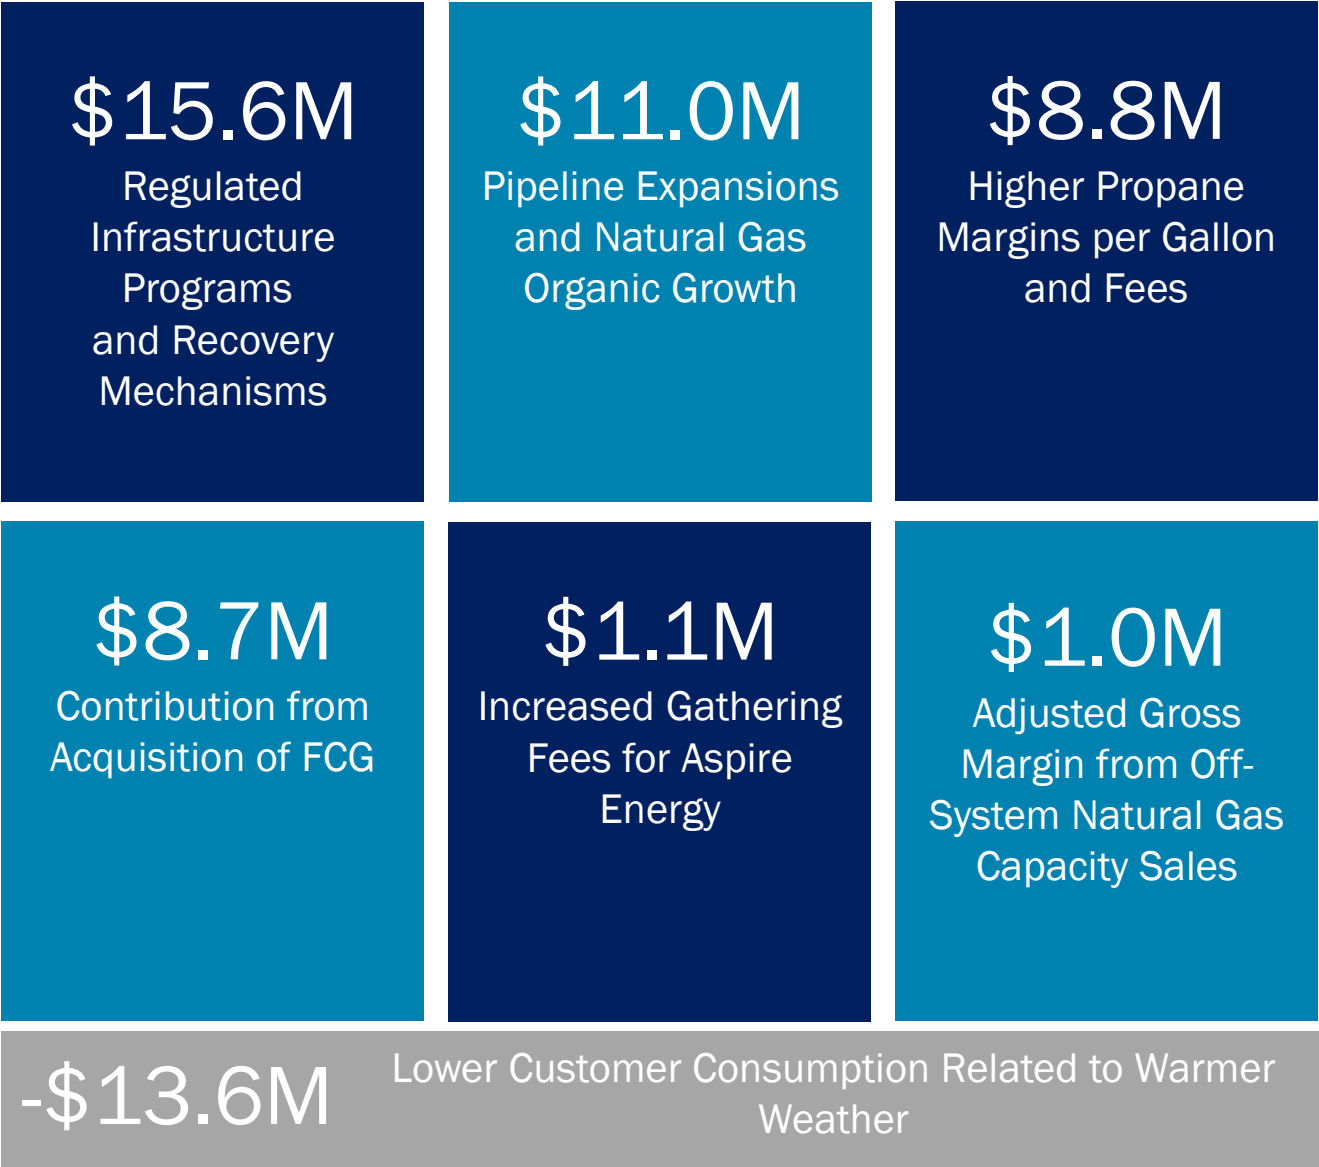 $15.6M
Regulated
Infrastructure
Programs
and Recovery
Mechanisms
$11.0M
Pipeline Expansions
and Natural Gas
Organic Growth
$8.8M
Higher Propane
Margins per Gallon
and Fees
$8.7M
Contribution from
Acquisition of FCG
$1.1M
Increased Gathering
Fees for Aspire
Energy
$1.0M
Adjusted Gross
Margin from Off-
System Natural Gas
Capacity Sales
-$13.6M
Lower Customer Consumption Related to Warmer
Weather